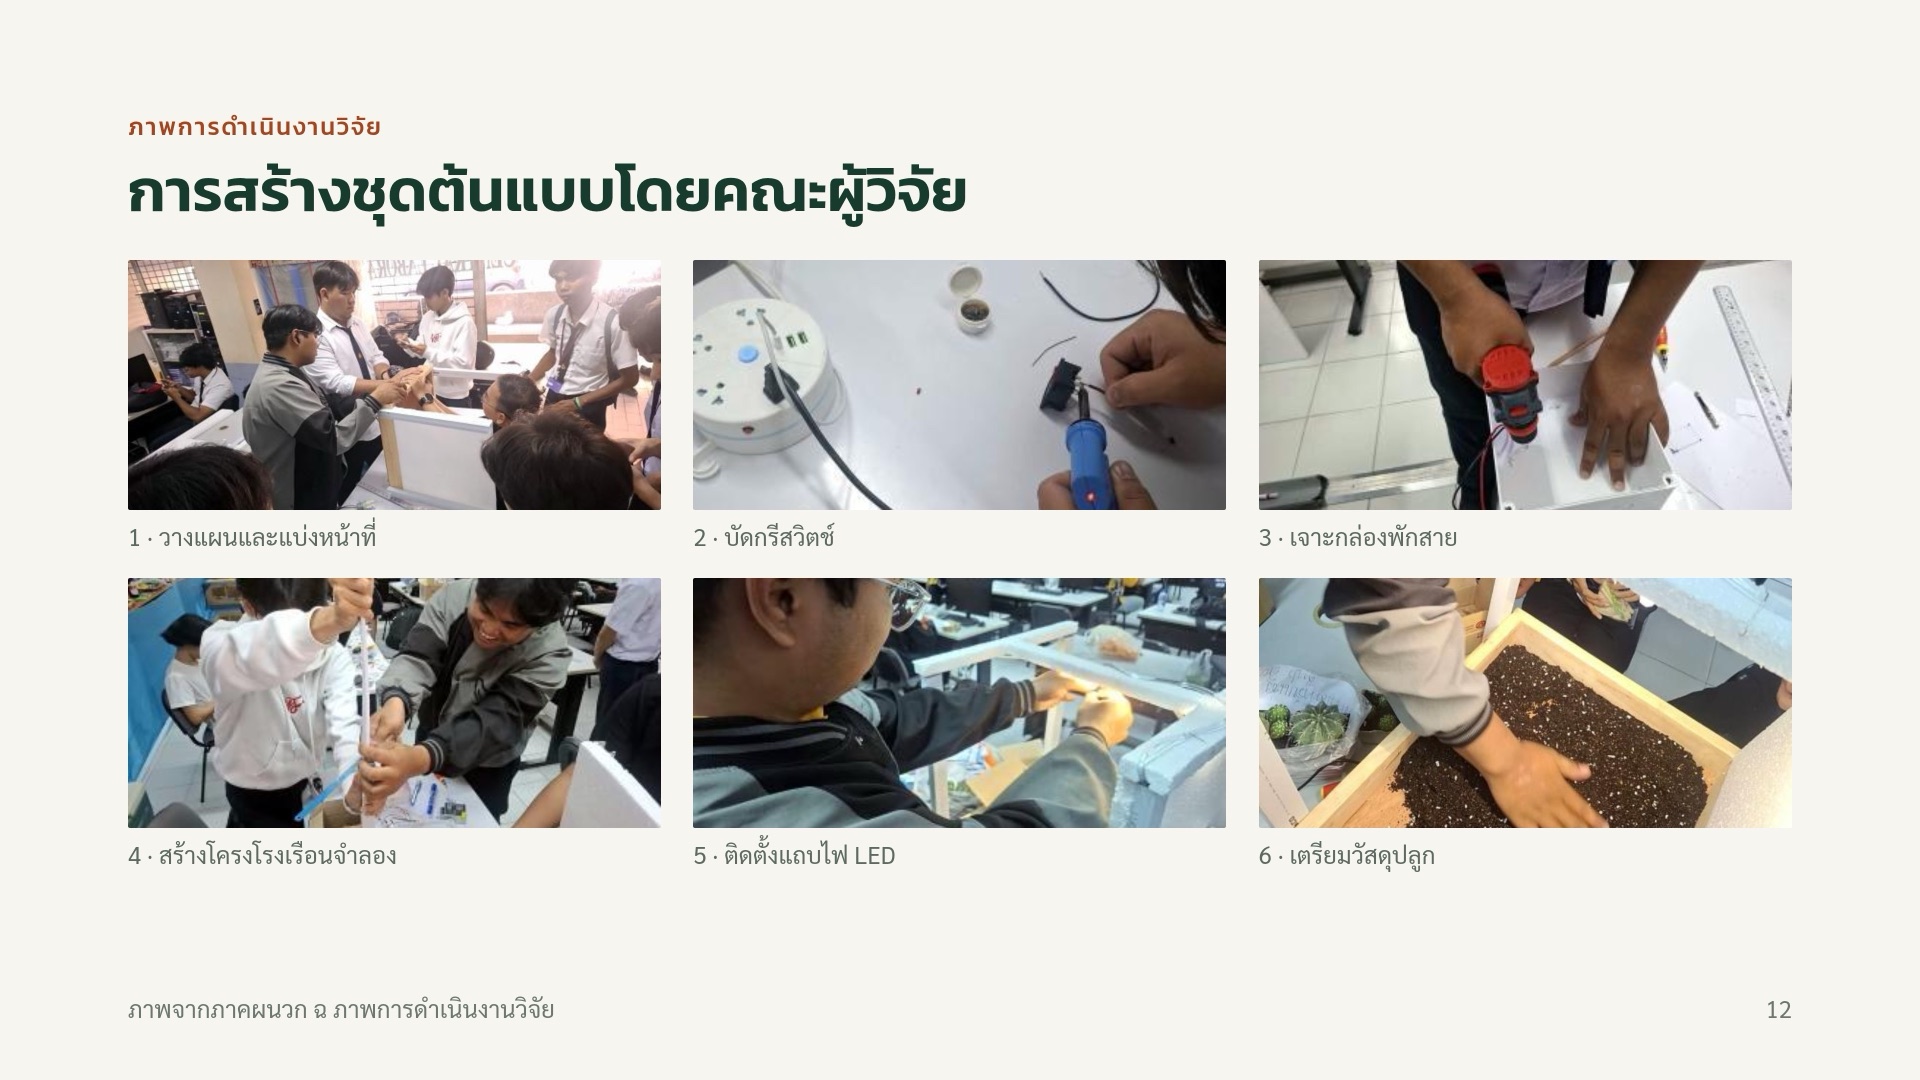 ภาพการดำเนินงานวิจัย
การสร้างชุดต้นแบบโดยคณะผู้วิจัย
1 · วางแผนและแบ่งหน้าที่
2 · บัดกรีสวิตช์
3 · เจาะกล่องพักสาย
4 · สร้างโครงโรงเรือนจำลอง
5 · ติดตั้งแถบไฟ LED
6 · เตรียมวัสดุปลูก
ภาพจากภาคผนวก ฉ ภาพการดำเนินงานวิจัย
12